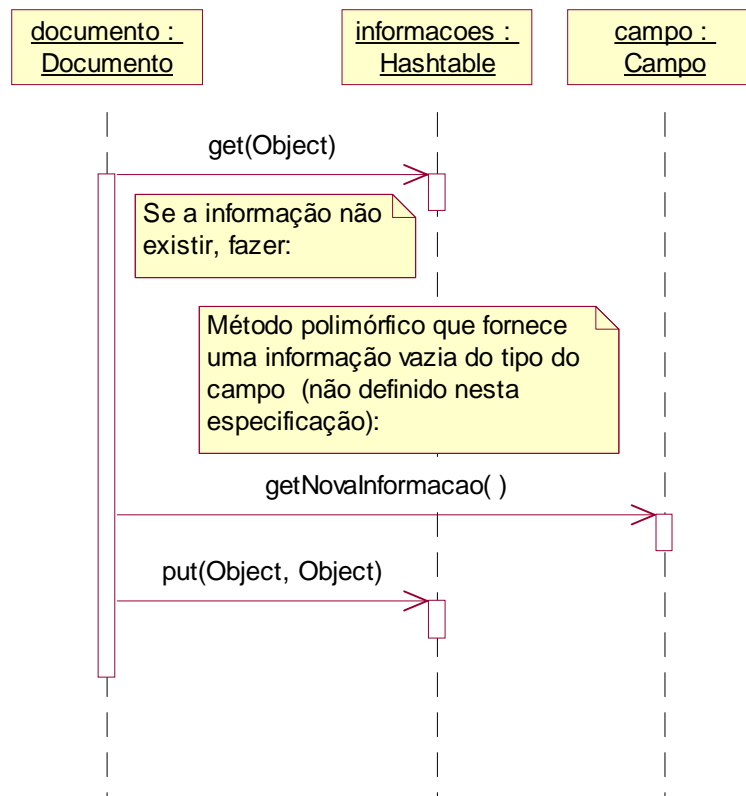 documento :
Documento
informacoes :
Hashtable
campo :
Campo
get(Object)
Se a informação não
existir, fazer:
Método polimórfico que fornece
uma informação vazia do tipo do
campo  (não definido nesta
especificação):
getNovaInformacao( )
put(Object, Object)